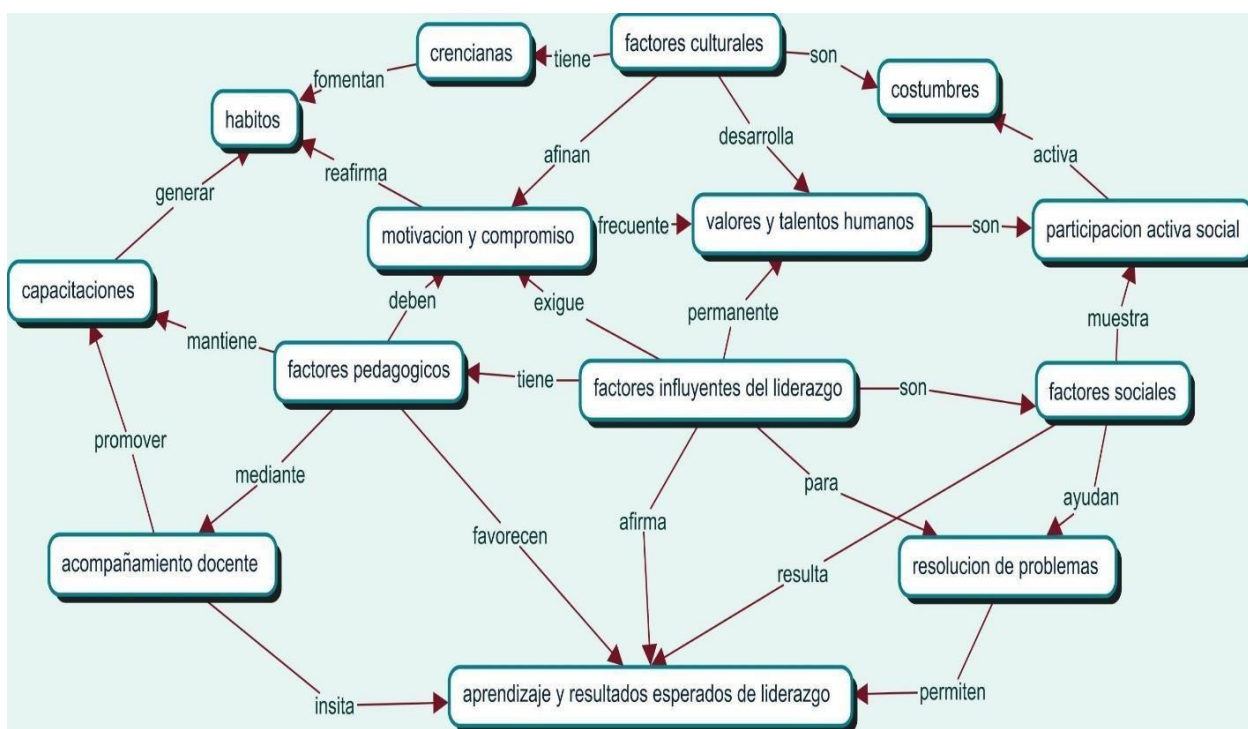 factores culturales
tiene
crencianas
son
costumbres
fomentan
habitos
desarrolla
activa
afinan
reafirma
generar
motivacion y compromiso
frecuente
valores y talentos humanos
son
participacion activa social
capacitaciones
deben
exigue
permanente
muestra
mantiene
factores pedagogicos
tiene
factores influyentes del liderazgo
son
factores sociales
promover
mediante
para
ayudan
afirma
favorecen
acompañamiento docente
resolucion de problemas
resulta
aprendizaje y resultados esperados de liderazgo
permiten
insita